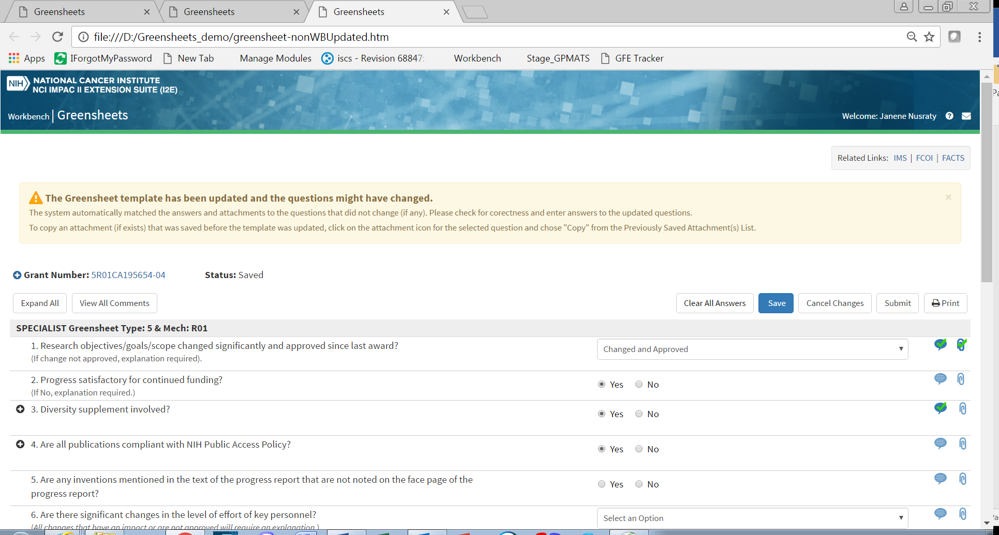 Greensheets Greensheets Greensheets
file:///D:/Greensheets_demo/greensheet-nonWBUpdated.htm
Apps IForgotMyPassword New Tab Manage Modules iscs - Revision 68847: Workbench Stage_GPMATS GFE Tracker
NIH NATIONAL CANCER INSTITUTE
NCI IMPAC II EXTENSION SUITE (I2E)
Workbench | Greensheets
Welcome: Janene Nusraty
Related Links: IMS | FCOI | FACTS
The Greensheet template has been updated and the questions might have changed.
The system automatically matched the answers and attachments to the questions that did not change (if any). Please check for corectness and enter answers to the updated questions.
To copy an attachment (if exists) that was saved before the template was updated, click on the attachment icon for the selected question and chose "Copy" from the Previously Saved Attachment(s) List.
Grant Number: 5R01CA195654-04 Status: Saved
Expand All View All Comments Clear All Answers Save Cancel Changes Submit Print
SPECIALIST Greensheet Type: 5 & Mech: R01
1. Research objectives/goals/scope changed significantly and approved since last award?
(If change not approved, explanation required).
Changed and Approved
2. Progress satisfactory for continued funding?
(If No, explanation required.)
Yes No
3. Diversity supplement involved?
Yes No
4. Are all publications compliant with NIH Public Access Policy?
Yes No
5. Are any inventions mentioned in the text of the progress report that are not noted on the face page of the
progress report?
Yes No
6. Are there significant changes in the level of effort of key personnel?
(All changes that have an impact or are not approved will require an explanation.)
Select an Option